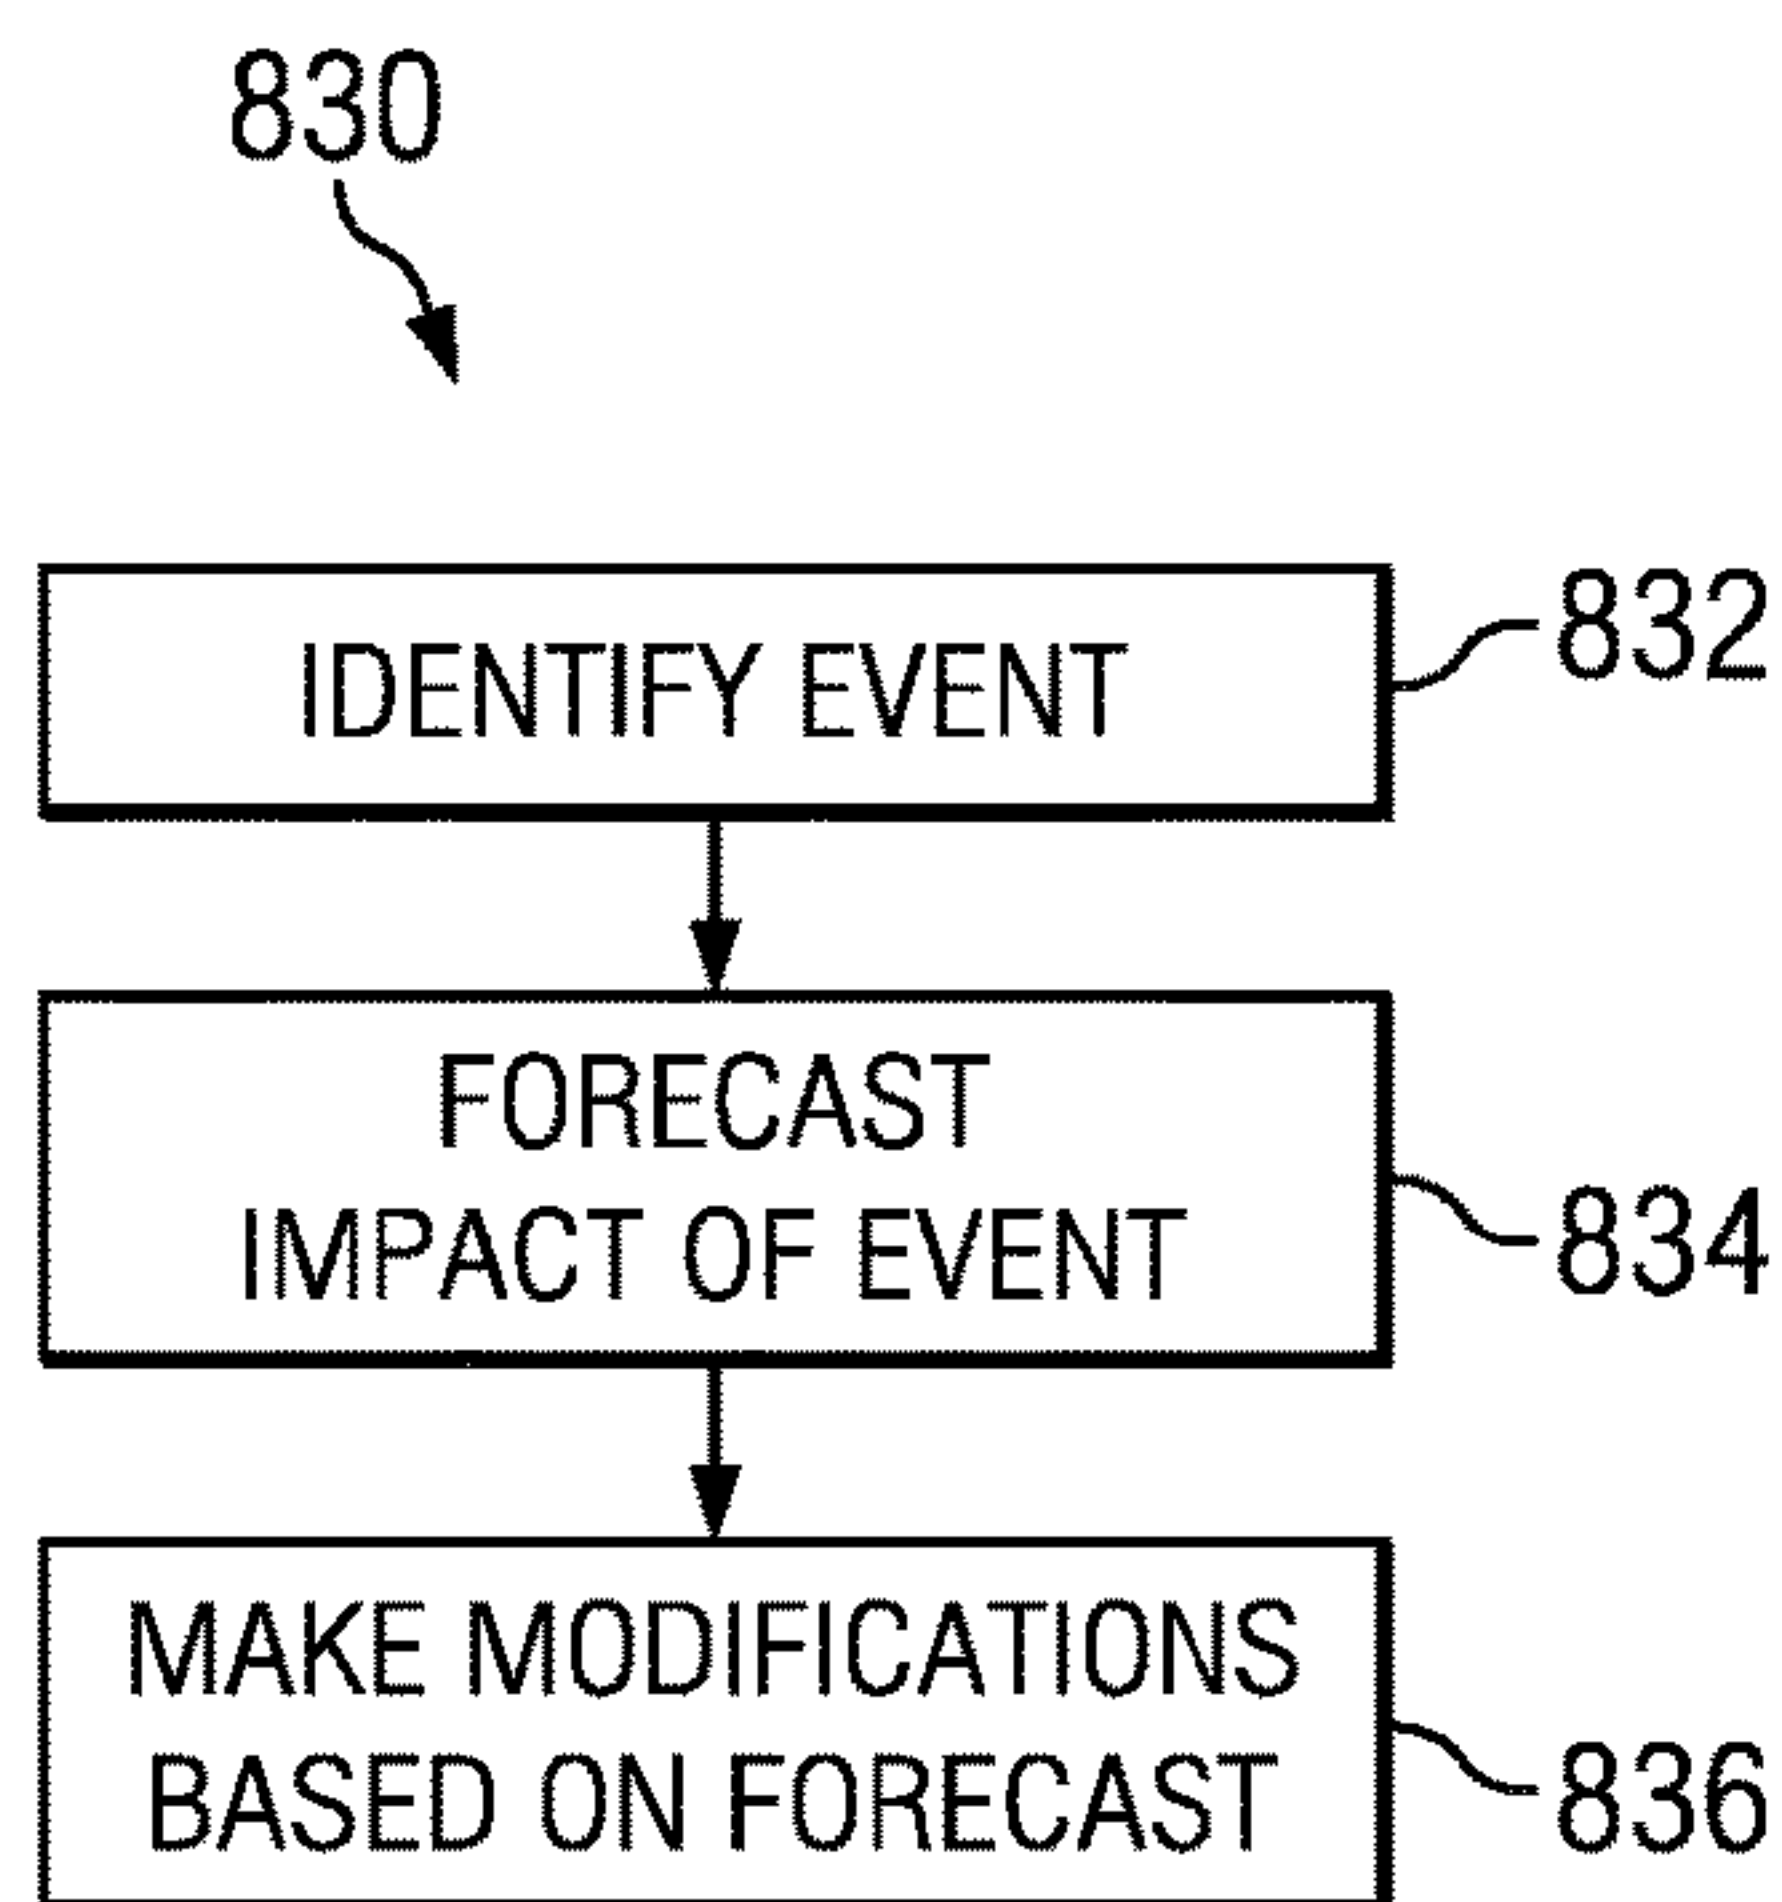 830
IDENTIFY EVENT
832
FORECAST
IMPACT OF EVENT
834
MAKE MODIFICATIONS
BASED ON FORECAST
836